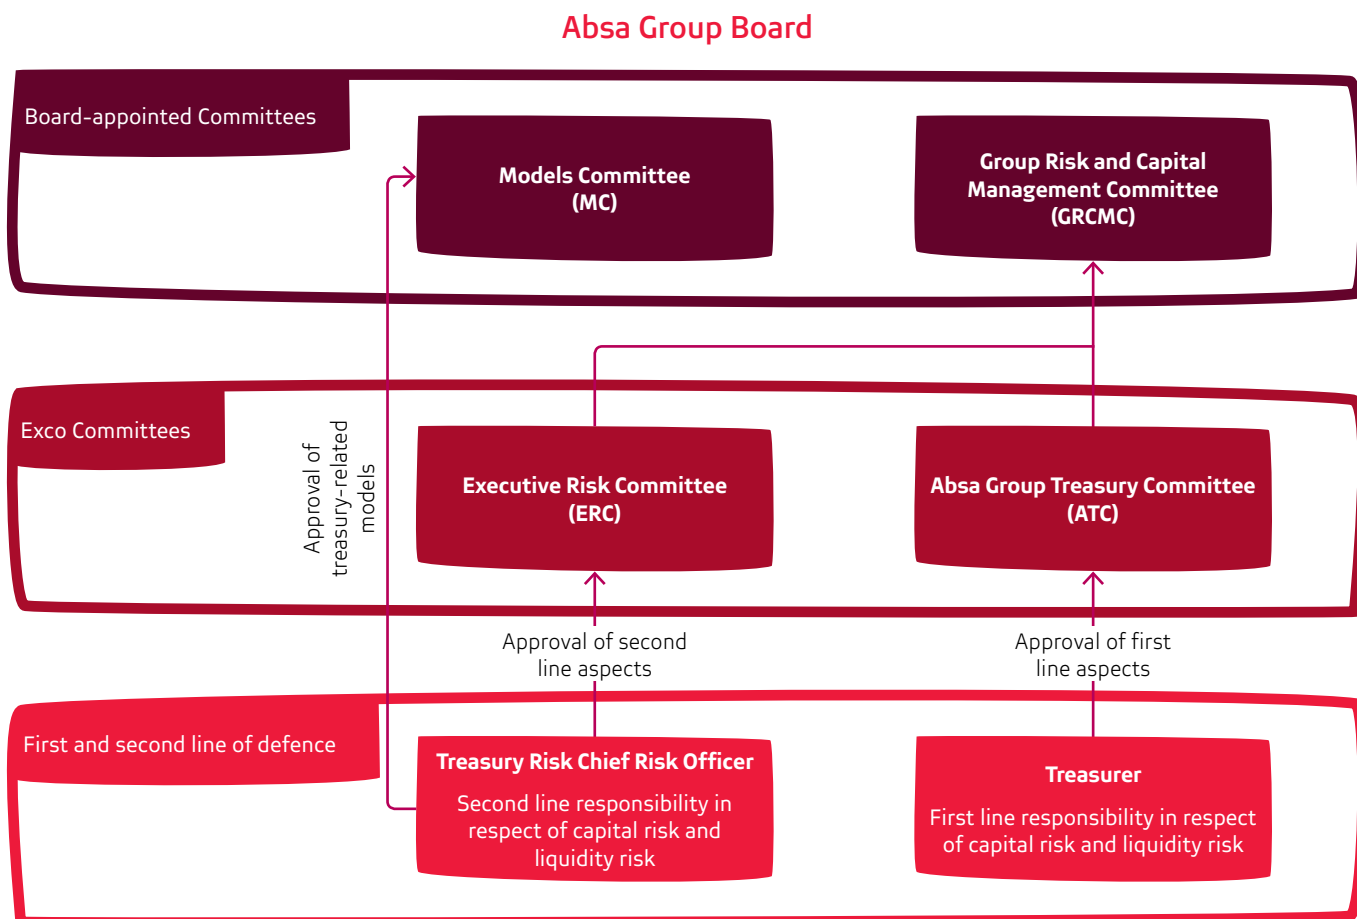 Absa Group Board
Board-appointed Committees
Models Committee
(MC)
Group Risk and Capital
Management Committee
(GRCMC)
Exco Committees
Approval of
treasury-related
models
Executive Risk Committee
(ERC)
Absa Group Treasury Committee
(ATC)
Approval of second
line aspects
Approval of first
line aspects
First and second line of defence
Treasury Risk Chief Risk Officer
Second line responsibility in
respect of capital risk and
liquidity risk
Treasurer
First line responsibility in respect
of capital risk and liquidity risk